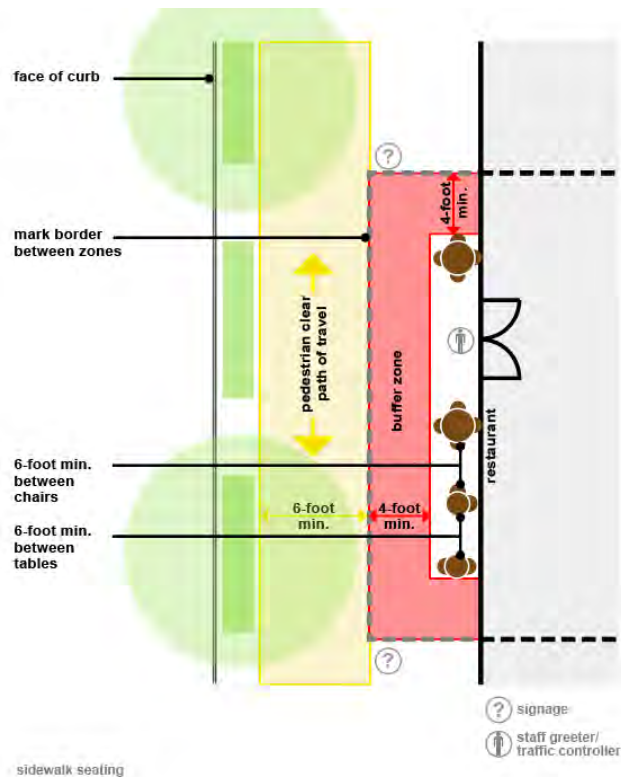 face of curb
?
4-foot
min.
mark border
between zones
pedestrian clear
path of travel
buffer zone
restaurant
6-foot min.
between
chairs
6-foot
min.
4-foot
min.
6-foot min.
between
tables
?
? signage
staff greeter/
traffic controller
sidewalk seating